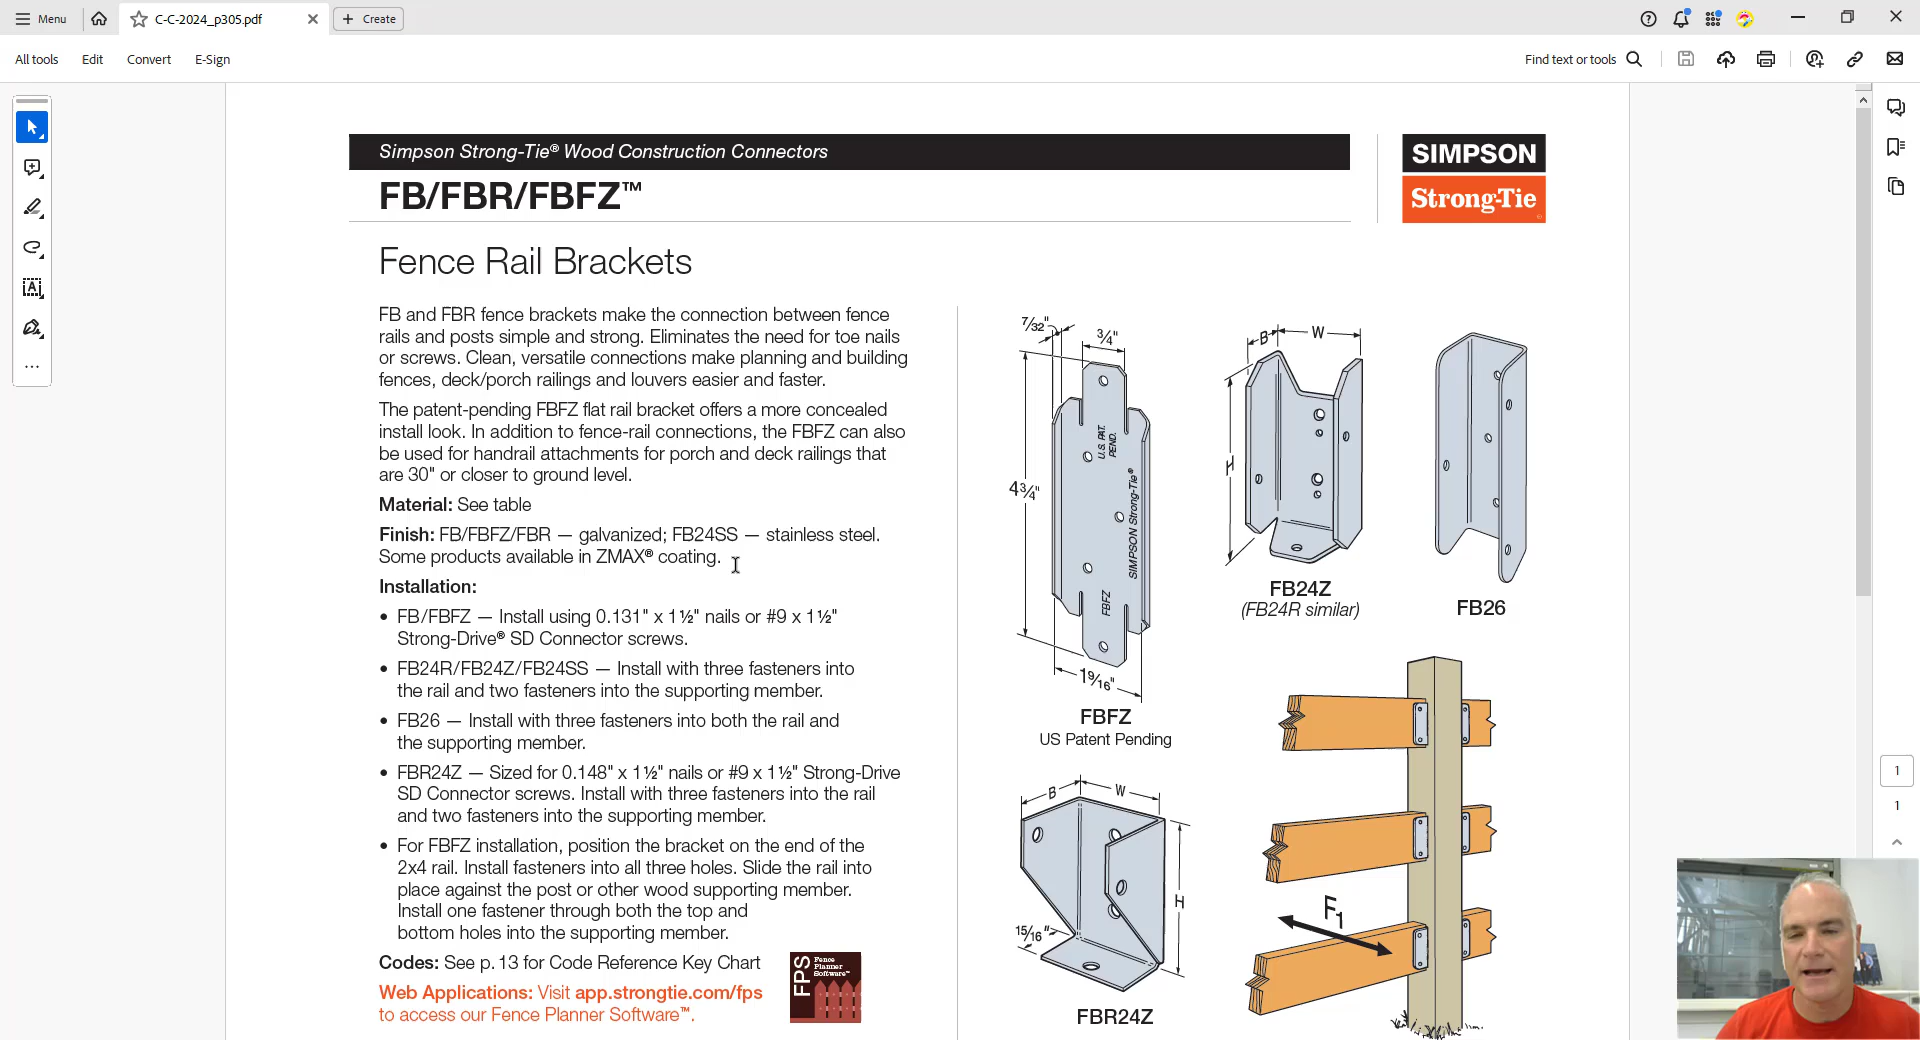 Menu
C-C-2024_p305.pdf
Create
All tools
Edit
Convert
E-Sign
Find text or tools
Simpson Strong-Tie® Wood Construction Connectors
SIMPSON
Strong-Tie
®
FB/FBR/FBFZ™
Fence Rail Brackets
FB and FBR fence brackets make the connection between fence
rails and posts simple and strong. Eliminates the need for toe nails
or screws. Clean, versatile connections make planning and building
fences, deck/porch railings and louvers easier and faster.
The patent-pending FBFZ flat rail bracket offers a more concealed
install look. In addition to fence-rail connections, the FBFZ can also
be used for handrail attachments for porch and deck railings that
are 30" or closer to ground level.
Material: See table
Finish: FB/FBFZ/FBR — galvanized; FB24SS — stainless steel.
Some products available in ZMAX® coating.
Installation:
• FB/FBFZ — Install using 0.131" x 1½" nails or #9 x 1½"
Strong-Drive® SD Connector screws.
• FB24R/FB24Z/FB24SS — Install with three fasteners into
the rail and two fasteners into the supporting member.
• FB26 — Install with three fasteners into both the rail and
the supporting member.
• FBR24Z — Sized for 0.148" x 1½" nails or #9 x 1½" Strong-Drive
SD Connector screws. Install with three fasteners into the rail
and two fasteners into the supporting member.
• For FBFZ installation, position the bracket on the end of the
2x4 rail. Install fasteners into all three holes. Slide the rail into
place against the post or other wood supporting member.
Install one fastener through both the top and
bottom holes into the supporting member.
Codes: See p. 13 for Code Reference Key Chart
Web Applications: Visit app.strongtie.com/fps
to access our Fence Planner Software™.
FPS
Fence
Planner
Software™
7/32"
3/4"
4 3/4"
U.S. PAT.
PEND.
SIMPSON Strong-Tie®
FBFZ
1 9/16"
FBFZ
US Patent Pending
B
W
H
FB24Z
(FB24R similar)
FB26
B
W
H
15/16"
FBR24Z
F1
1
1